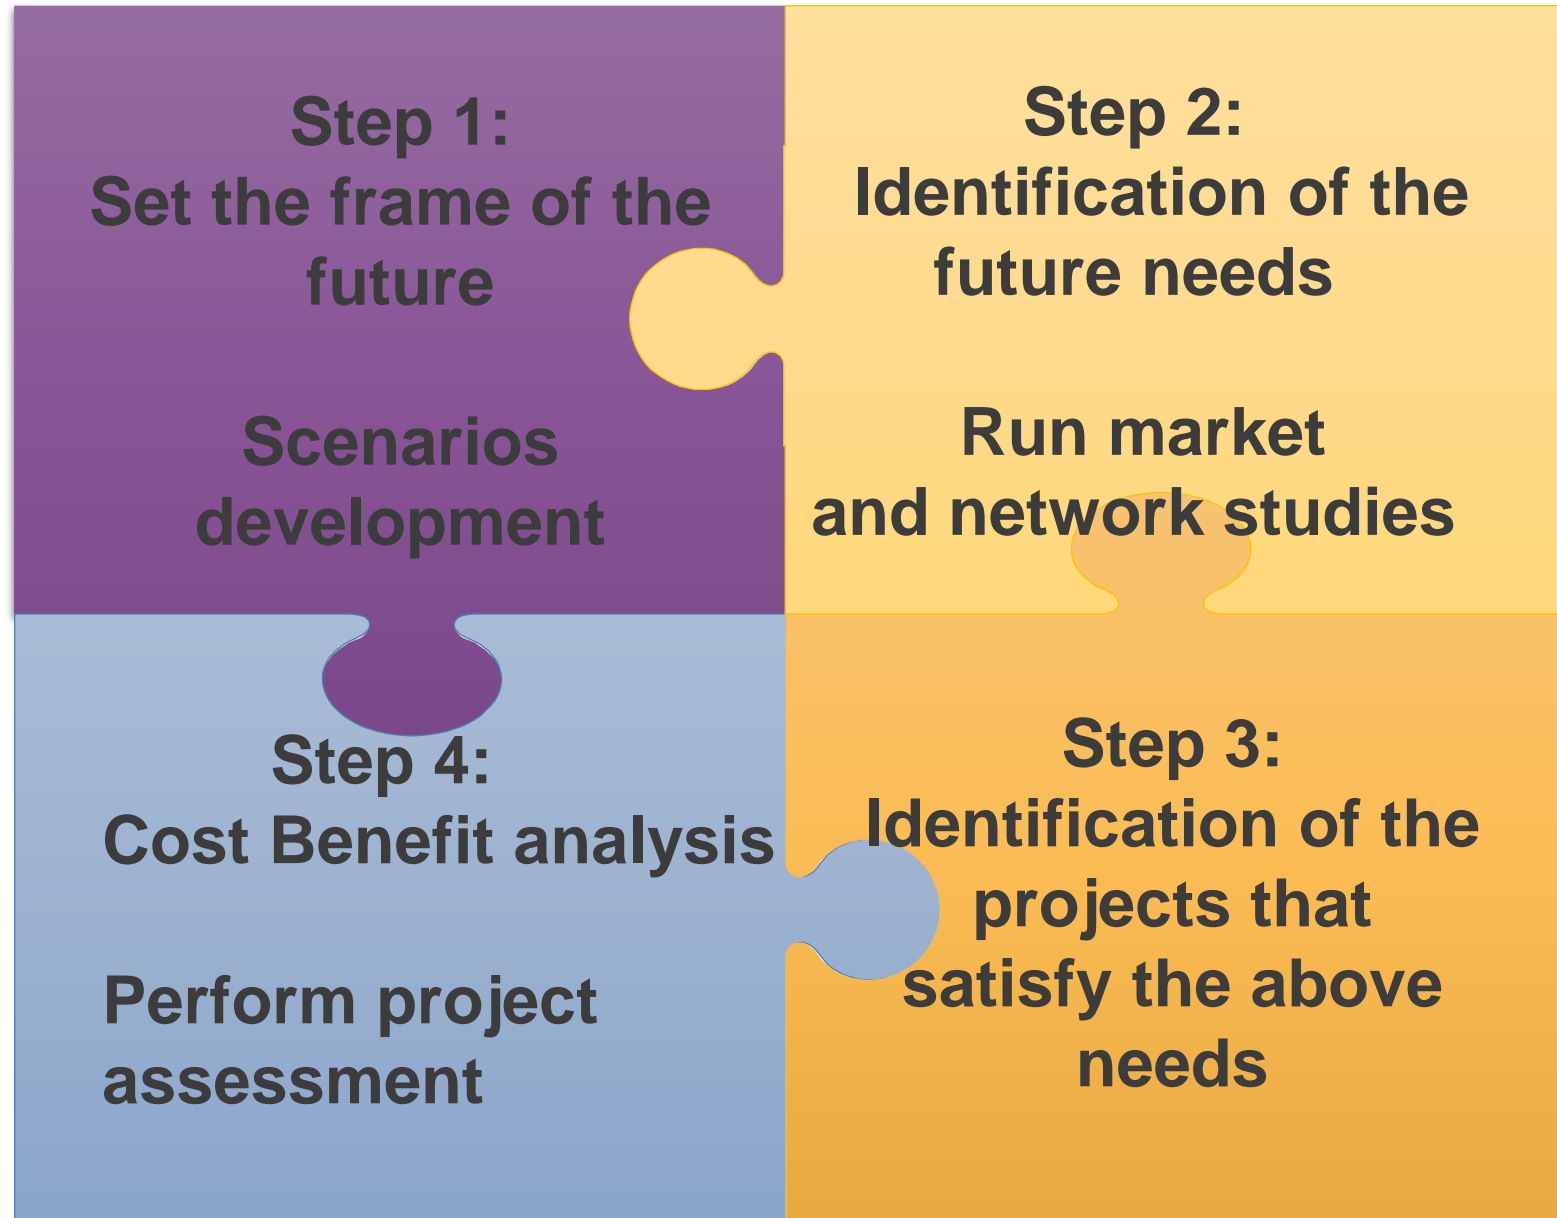 Step 1:
Set the frame of the
future
Scenarios
development
Step 2:
Identification of the
future needs
Run market
and network studies
Step 3:
Identification of the
projects that
satisfy the above
needs
Step 4:
Cost Benefit analysis
Perform project
assessment